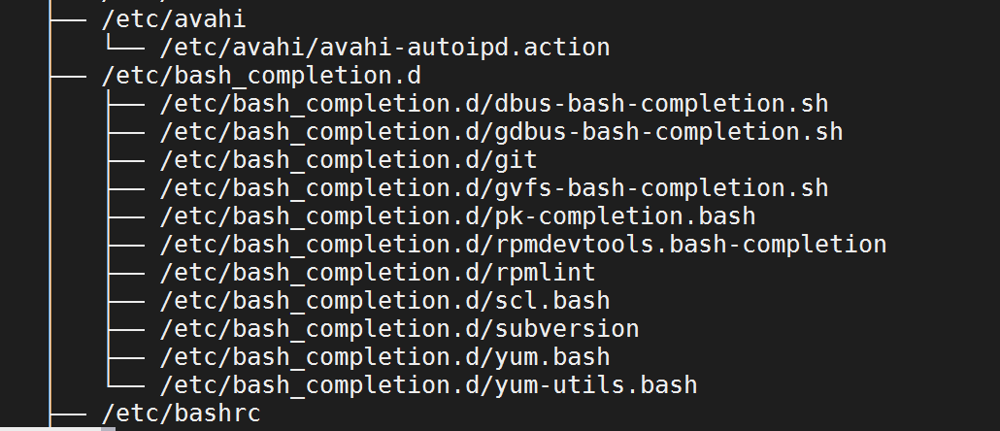 ├── /etc/avahi
│   └── /etc/avahi/avahi-autoipd.action
├── /etc/bash_completion.d
│   ├── /etc/bash_completion.d/dbus-bash-completion.sh
│   ├── /etc/bash_completion.d/gdbus-bash-completion.sh
│   ├── /etc/bash_completion.d/git
│   ├── /etc/bash_completion.d/gvfs-bash-completion.sh
│   ├── /etc/bash_completion.d/pk-completion.bash
│   ├── /etc/bash_completion.d/rpmdevtools.bash-completion
│   ├── /etc/bash_completion.d/rpmlint
│   ├── /etc/bash_completion.d/scl.bash
│   ├── /etc/bash_completion.d/subversion
│   ├── /etc/bash_completion.d/yum.bash
│   └── /etc/bash_completion.d/yum-utils.bash
├── /etc/bashrc